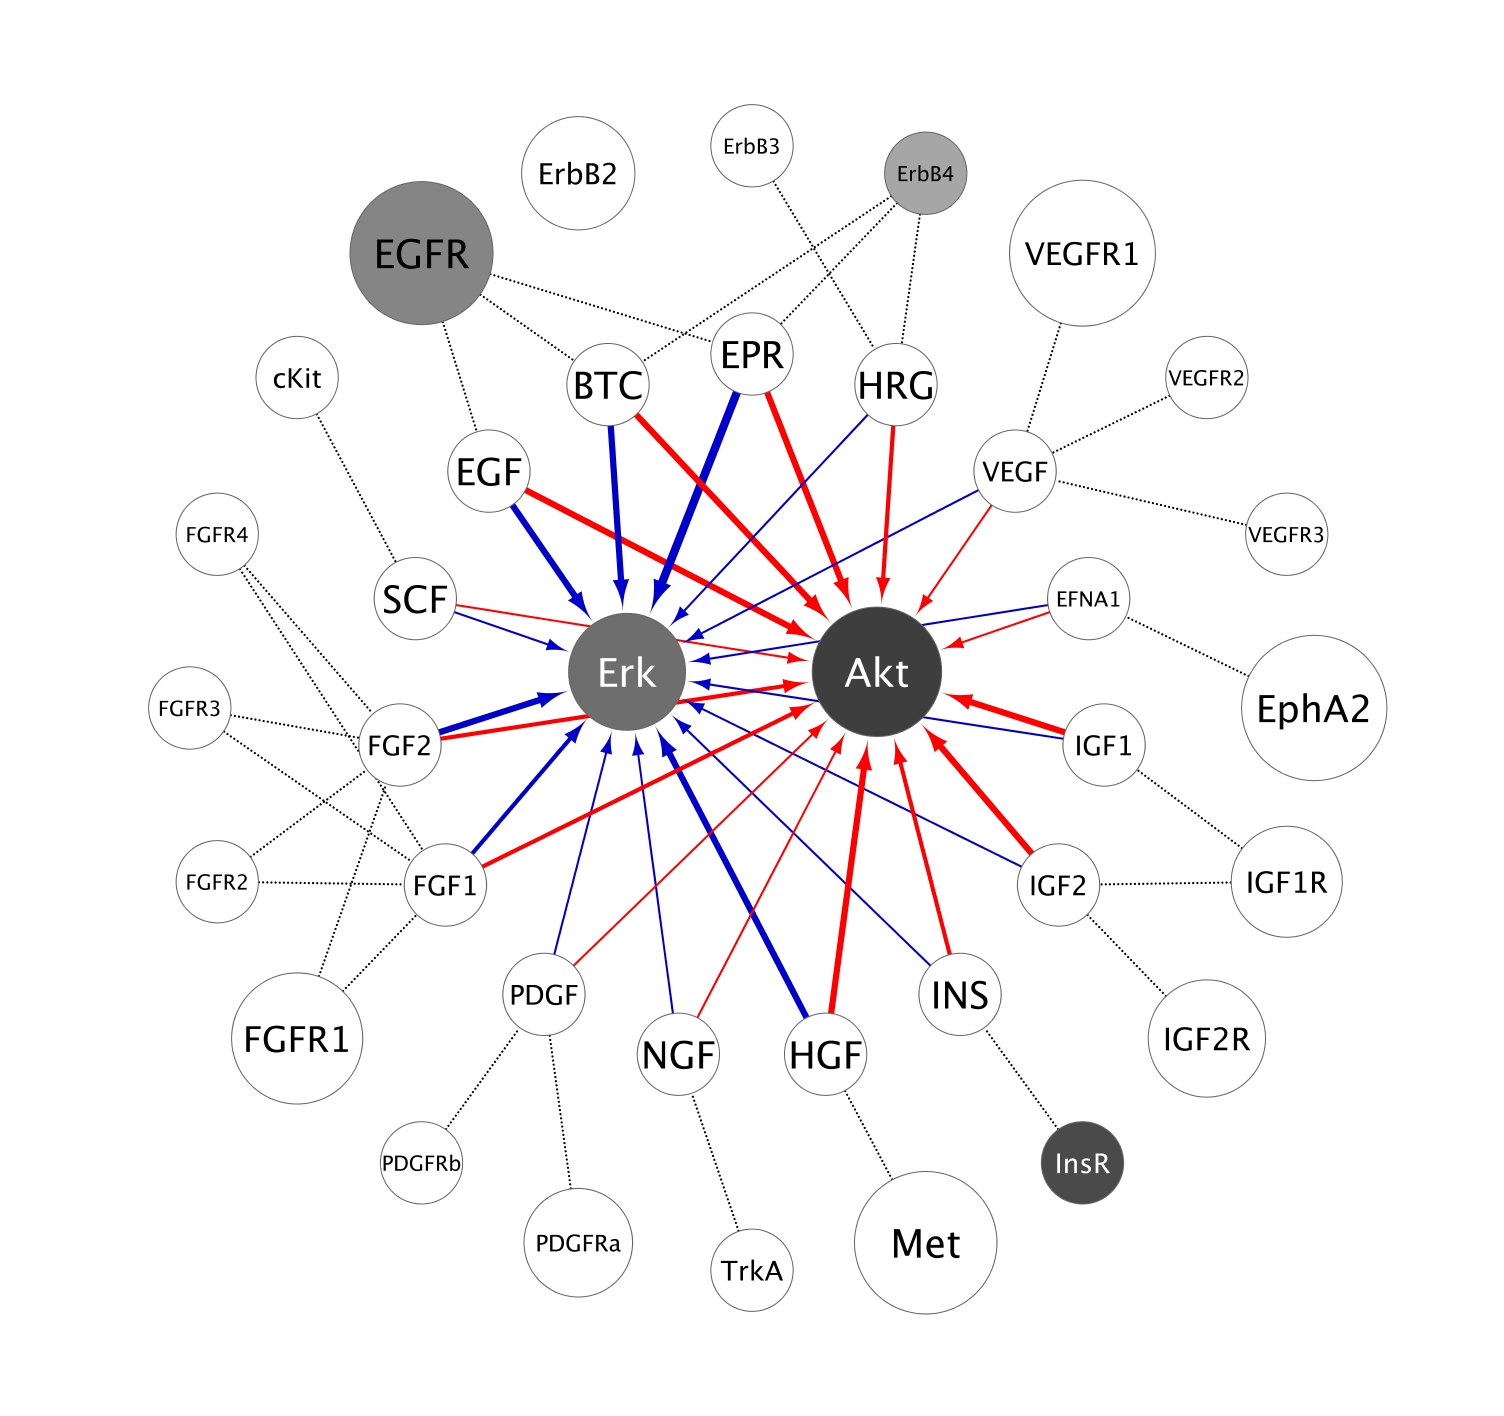 ErbB3
ErbB2
ErbB4
EGFR
VEGFR1
EPR
cKit
BTC
HRG
VEGFR2
EGF
VEGF
FGFR4
VEGFR3
SCF
EFNA1
Erk
Akt
FGFR3
EphA2
FGF2
IGF1
FGFR2
FGF1
IGF2
IGF1R
PDGF
INS
FGFR1
IGF2R
NGF
HGF
PDGFRb
InsR
PDGFRa
Met
TrkA